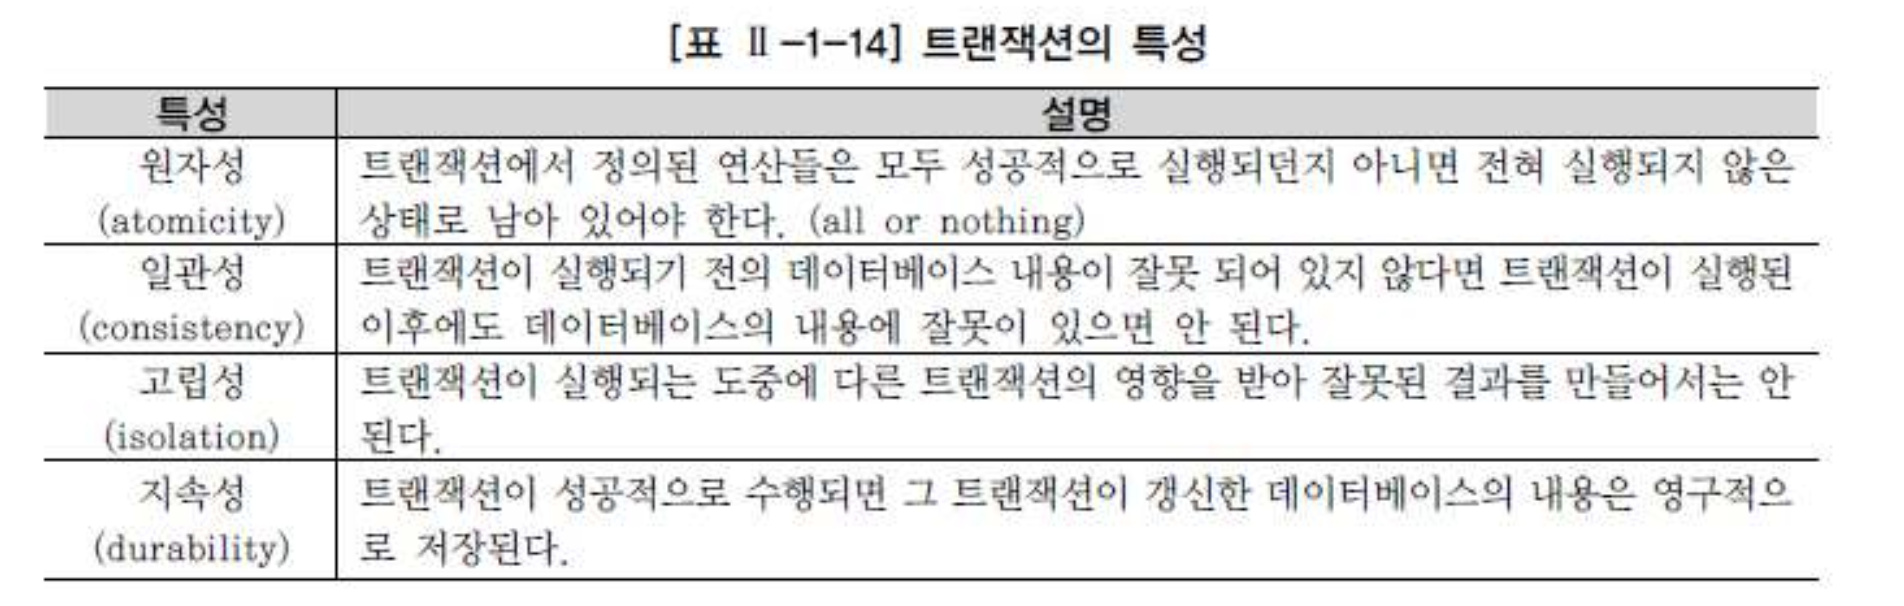 [표 Ⅱ-1-14] 트랜잭션의 특성
특성 설명
원자성 트랜잭션에서 정의된 연산들은 모두 성공적으로 실행되던지 아니면 전혀 실행되지 않은
(atomicity) 상태로 남아 있어야 한다. (all or nothing)
일관성 트랜잭션이 실행되기 전의 데이터베이스 내용이 잘못 되어 있지 않다면 트랜잭션이 실행된
(consistency) 이후에도 데이터베이스의 내용에 잘못이 있으면 안 된다.
고립성 트랜잭션이 실행되는 도중에 다른 트랜잭션의 영향을 받아 잘못된 결과를 만들어서는 안
(isolation) 된다.
지속성 트랜잭션이 성공적으로 수행되면 그 트랜잭션이 갱신한 데이터베이스의 내용은 영구적으
(durability) 로 저장된다.